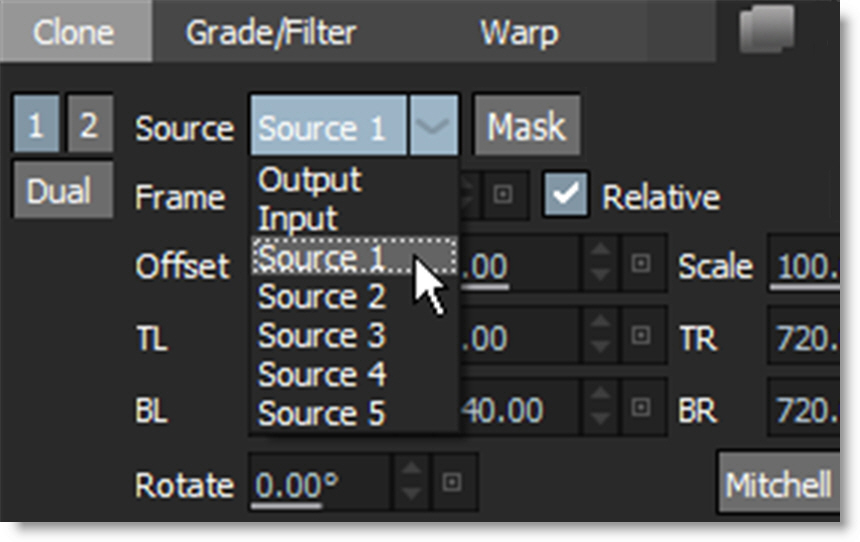 Clone Grade/Filter Warp
1 2 Source Source 1 Mask
Dual Output
Frame Relative
Input
Offset Source 1 .00 Scale 100.
Source 2
TL Source 3 .00 TR 720.
Source 4
BL Source 5 40.00 BR 720.
Rotate 0.00° Mitchell